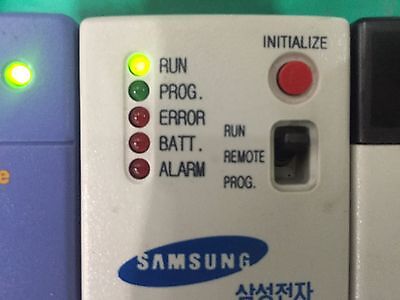 INITIALIZE
RUN
PROG.
ERROR
BATT.
ALARM
RUN
REMOTE
PROG.
e
SAMSUNG
삼성전자